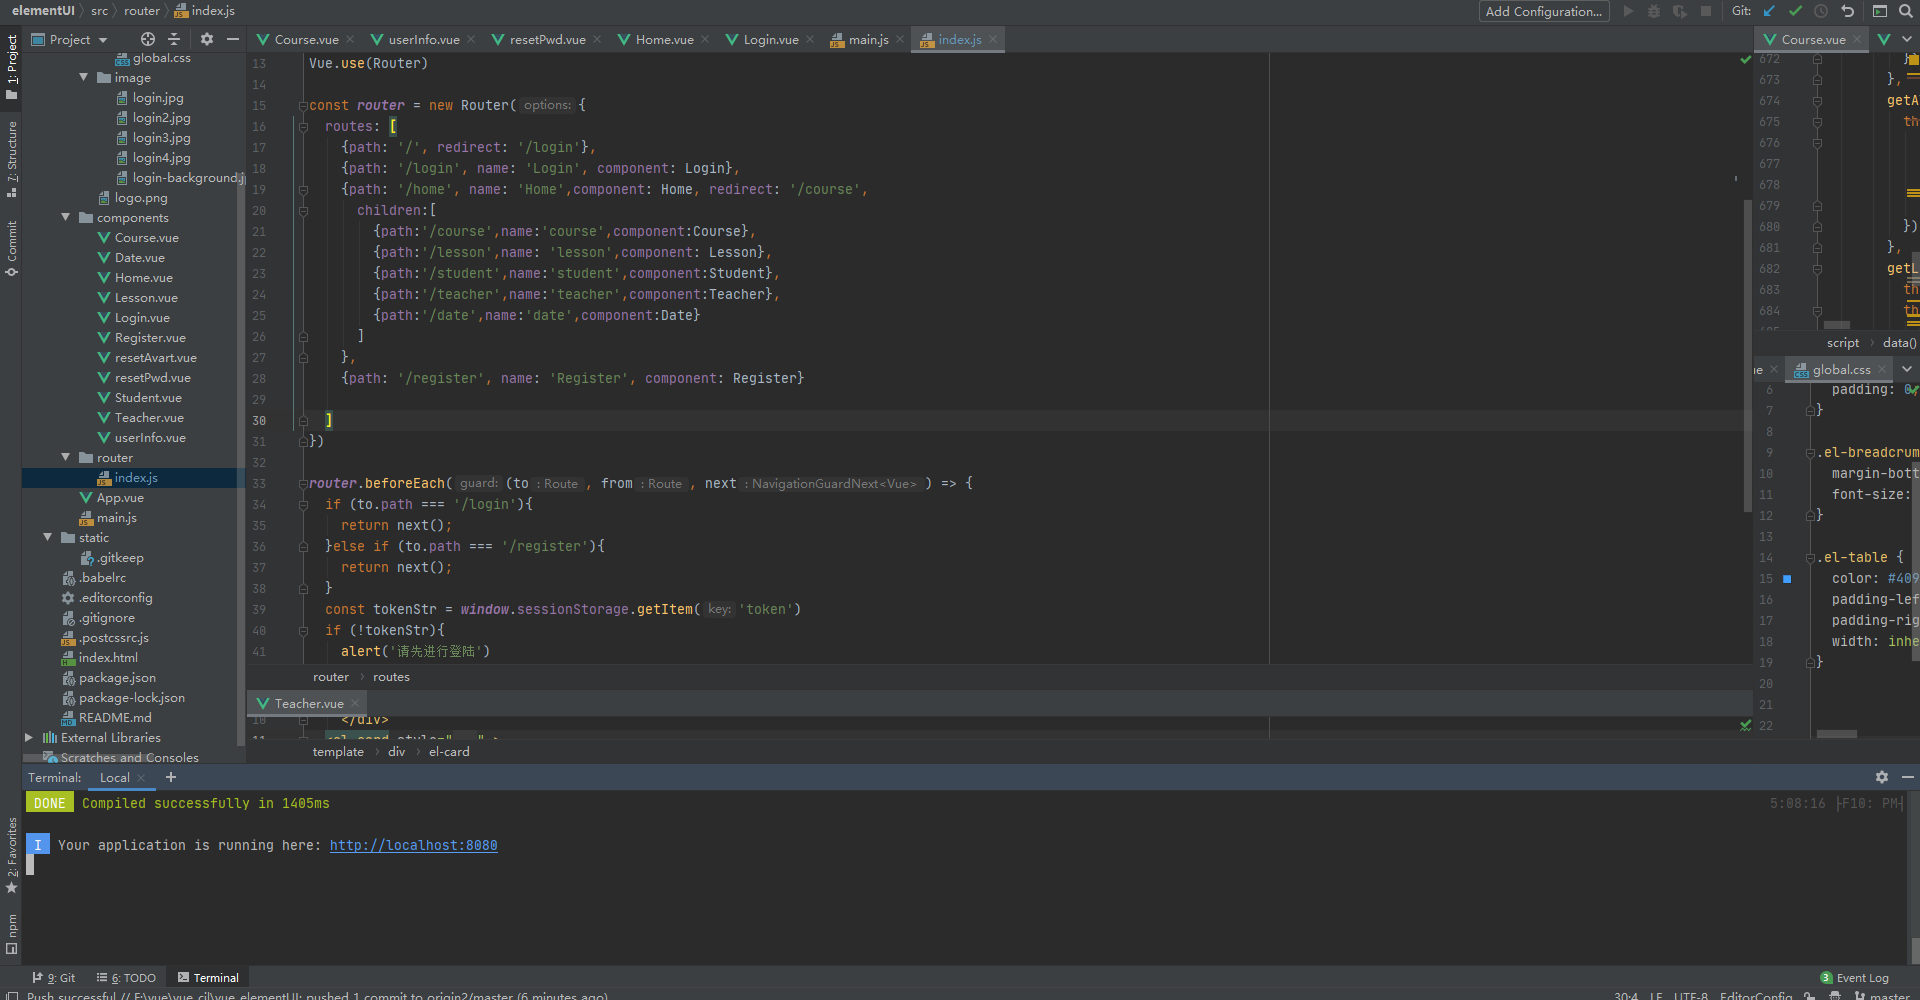 elementUI src router index.js
Add Configuration... Git:
Project
Course.vue userInfo.vue resetPwd.vue Home.vue Login.vue main.js index.js
Course.vue
1: Project
7: Structure
Commit
2: Favorites
npm
global.css
image
login.jpg
login2.jpg
login3.jpg
login4.jpg
login-background.j
logo.png
components
Course.vue
Date.vue
Home.vue
Lesson.vue
Login.vue
Register.vue
resetAvart.vue
resetPwd.vue
Student.vue
Teacher.vue
userInfo.vue
router
index.js
App.vue
main.js
static
.gitkeep
.babelrc
.editorconfig
.gitignore
.postcssrc.js
index.html
package.json
package-lock.json
README.md
External Libraries
Scratches and Consoles
13 Vue.use(Router)
14
15 const router = new Router( options: {
16 routes: [
17 {path: '/', redirect: '/login'},
18 {path: '/login', name: 'Login', component: Login},
19 {path: '/home', name: 'Home',component: Home, redirect: '/course',
20 children:[
21 {path:'/course',name:'course',component:Course},
22 {path:'/lesson',name: 'lesson',component: Lesson},
23 {path:'/student',name:'student',component:Student},
24 {path:'/teacher',name:'teacher',component:Teacher},
25 {path:'/date',name:'date',component:Date}
26 ]
27 },
28 {path: '/register', name: 'Register', component: Register}
29
30 ]
31 })
32
33 router.beforeEach( guard: (to : Route , from : Route , next : NavigationGuardNext<Vue> ) => {
34 if (to.path === '/login'){
35 return next();
36 }else if (to.path === '/register'){
37 return next();
38 }
39 const tokenStr = window.sessionStorage.getItem( key: 'token')
40 if (!tokenStr){
41 alert('请先进行登陆')
router routes
Teacher.vue
10 </div>
11 <el-card style="..." >
template div el-card
672 })
673 },
674 getA
675 th
676
677
678
679
680 })
681 },
682 getL
683 th
684 th
script data()
ue global.css
6 padding: 0;
7 }
8
9 .el-breadcrum
10 margin-bott
11 font-size:
12 }
13
14 .el-table {
15 color: #409
16 padding-lef
17 padding-rig
18 width: inhe
19 }
20
21
22
Terminal: Local +
DONE Compiled successfully in 1405ms 5:08:16 ├F10: PM┤
I Your application is running here: http://localhost:8080
9: Git 6: TODO Terminal 3 Event Log
Push successful // F:\vue\vue_cil\vue_elementUI: pushed 1 commit to origin2/master (6 minutes ago) 30:4 LF UTF-8 EditorConfig master